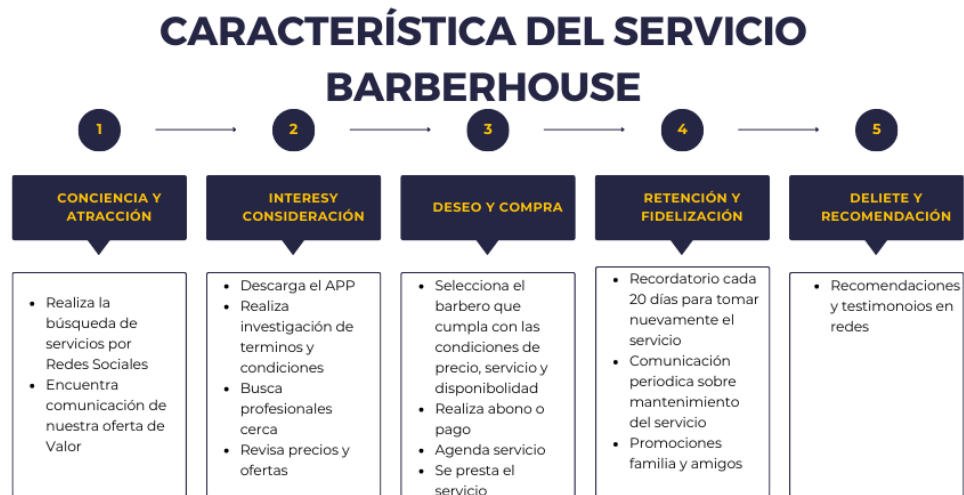 CARACTERÍSTICA DEL SERVICIO
BARBERHOUSE
1
2
3
4
5
CONCIENCIA Y
ATRACCIÓN
INTERESY
CONSIDERACIÓN
DESEO Y COMPRA
RETENCIÓN Y
FIDELIZACIÓN
DELIETE Y
RECOMENDACIÓN
• Realiza la
búsqueda de
servicios por
Redes Sociales
• Encuentra
comunicación de
nuestra oferta de
Valor
• Descarga el APP
• Realiza
investigación de
terminos y
condiciones
• Busca
profesionales
cerca
• Revisa precios y
ofertas
• Selecciona el
barbero que
cumpla con las
condiciones de
precio, servicio y
disponibolidad
• Realiza abono o
pago
• Agenda servicio
• Se presta el
servicio
• Recordatorio cada
20 días para tomar
nuevamente el
servicio
• Comunicación
periodica sobre
mantenimiento
del servicio
• Promociones
familia y amigos
• Recomendaciones
y testimonoios en
redes